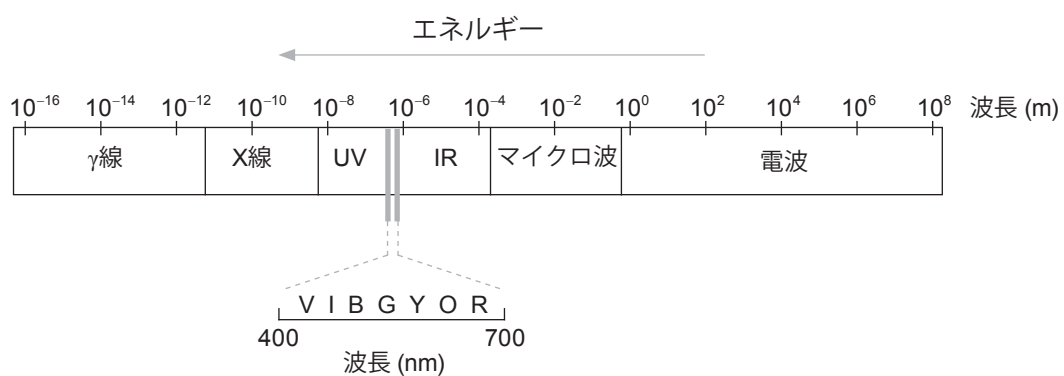 エネルギー
10⁻¹⁶ 10⁻¹⁴ 10⁻¹² 10⁻¹⁰ 10⁻⁸ 10⁻⁶ 10⁻⁴ 10⁻² 10⁰ 10² 10⁴ 10⁶ 10⁸ 波長 (m)
γ線 X線 UV IR マイクロ波 電波
V I B G Y O R
400 700
波長 (nm)